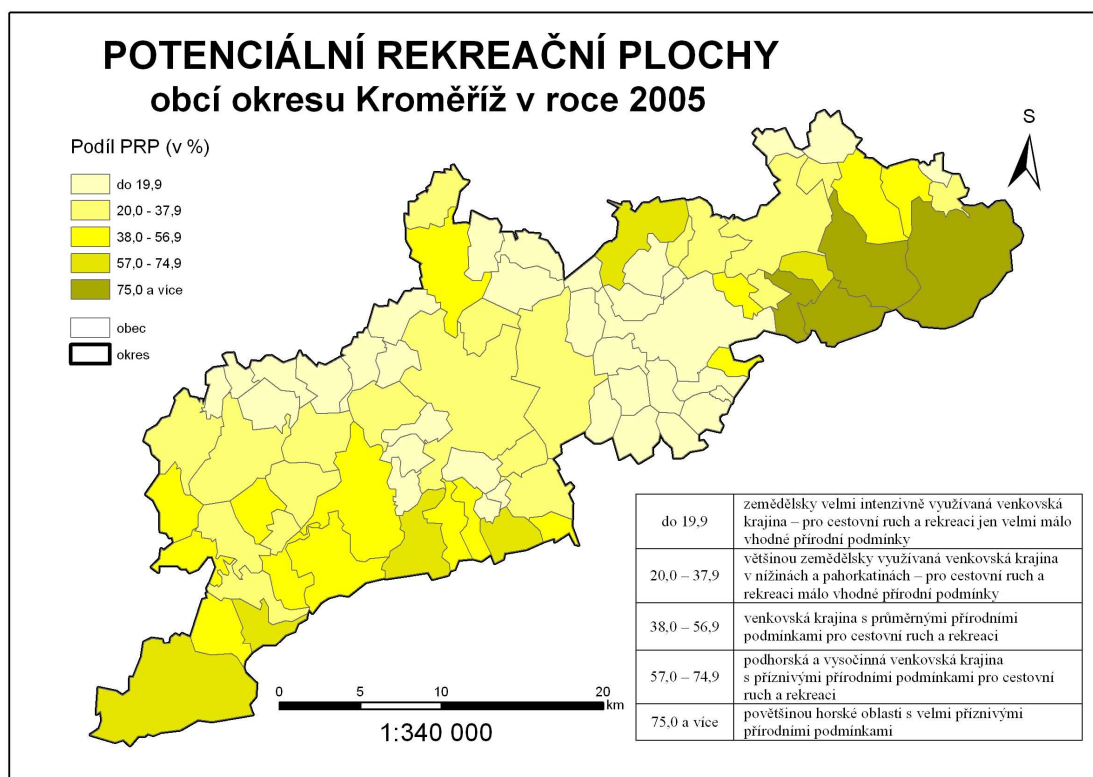 POTENCIÁLNÍ REKREAČNÍ PLOCHY
obcí okresu Kroměříž v roce 2005
Podíl PRP (v %)
do 19,9
20,0 - 37,9
38,0 - 56,9
57,0 - 74,9
75,0 a více
obec
okres
S
0 5 10 20
km
1:340 000
do 19,9
zemědělsky velmi intenzivně využívaná venkovská
krajina – pro cestovní ruch a rekreaci jen velmi málo
vhodné přírodní podmínky
20,0 – 37,9
většinou zemědělsky využívaná venkovská krajina
v nížinách a pahorkatinách – pro cestovní ruch a
rekreaci málo vhodné přírodní podmínky
38,0 – 56,9
venkovská krajina s průměrnými přírodními
podmínkami pro cestovní ruch a rekreaci
57,0 – 74,9
podhorská a vysočinná venkovská krajina
s příznivými přírodními podmínkami pro cestovní
ruch a rekreaci
75,0 a více
povětšinou horské oblasti s velmi příznivými
přírodními podmínkami